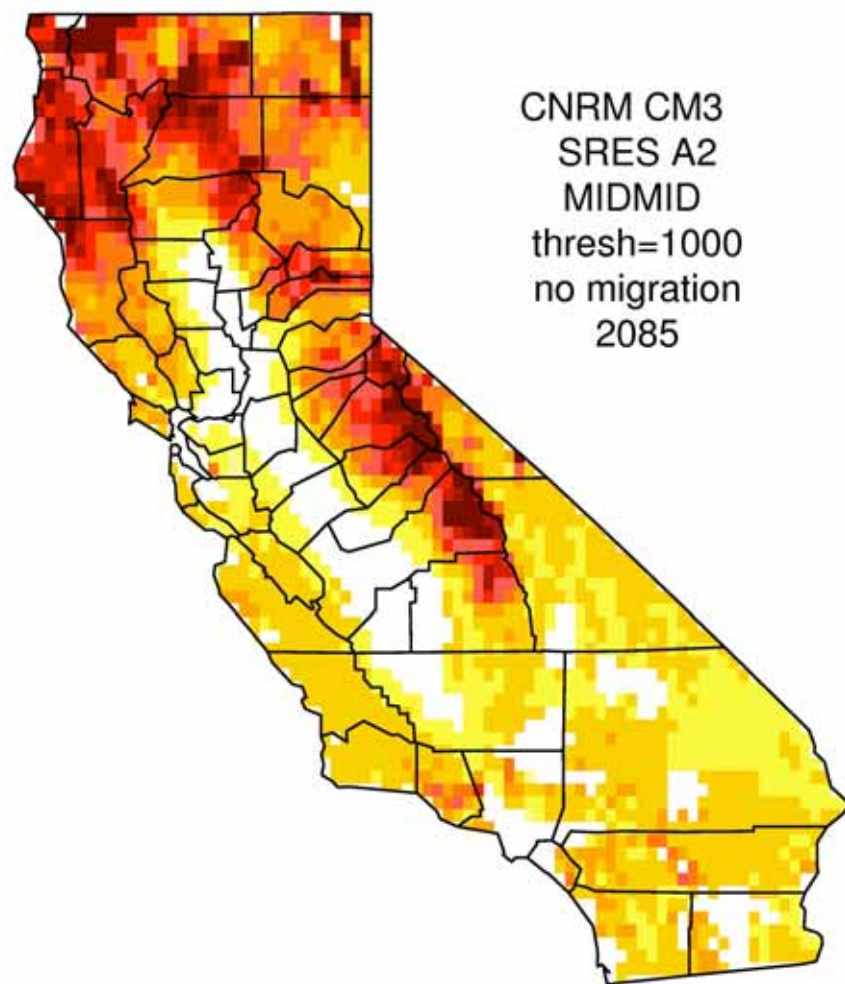 CNRM CM3
SRES A2
MIDMID
thresh=1000
no migration
2085